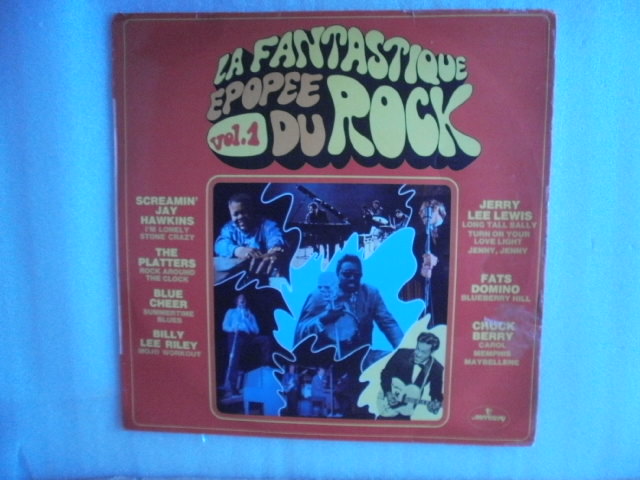 LA FANTASTIQUE
EPOPEE
DU ROCK
vol.1
SCREAMIN'
JAY
HAWKINS
I'M LONELY
STONE CRAZY
THE
PLATTERS
ROCK AROUND
THE CLOCK
BLUE
CHEER
SUMMERTIME
BLUES
BILLY
LEE RILEY
MOJO WORKOUT
JERRY
LEE LEWIS
LONG TALL SALLY
TURN ON YOUR
LOVE LIGHT
JENNY, JENNY
FATS
DOMINO
BLUEBERRY HILL
CHUCK
BERRY
CAROL
MEMPHIS
MAYBELLENE
mercury